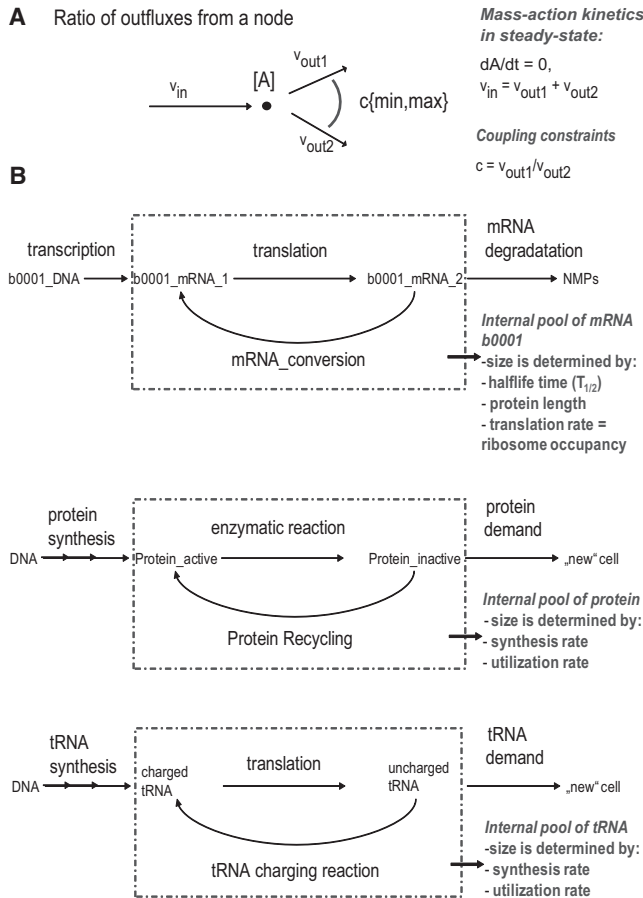 A Ratio of outfluxes from a node
Mass-action kinetics
in steady-state:
dA/dt = 0,
v_in = v_out1 + v_out2
Coupling constraints
c = v_out1/v_out2
v_in
[A]
v_out1
v_out2
c{min,max}
B
transcription
translation
mRNA
degradatation
b0001_DNA
b0001_mRNA_1
b0001_mRNA_2
NMPs
mRNA_conversion
Internal pool of mRNA
b0001
-size is determined by:
- halflife time (T1/2)
- protein length
- translation rate =
ribosome occupancy
protein
synthesis
enzymatic reaction
protein
demand
DNA
Protein_active
Protein_inactive
„new“ cell
Protein Recycling
Internal pool of protein
- size is determined by:
- synthesis rate
- utilization rate
tRNA
synthesis
translation
tRNA
demand
DNA
charged
tRNA
uncharged
tRNA
„new“ cell
tRNA charging reaction
Internal pool of tRNA
-size is determined by:
- synthesis rate
- utilization rate